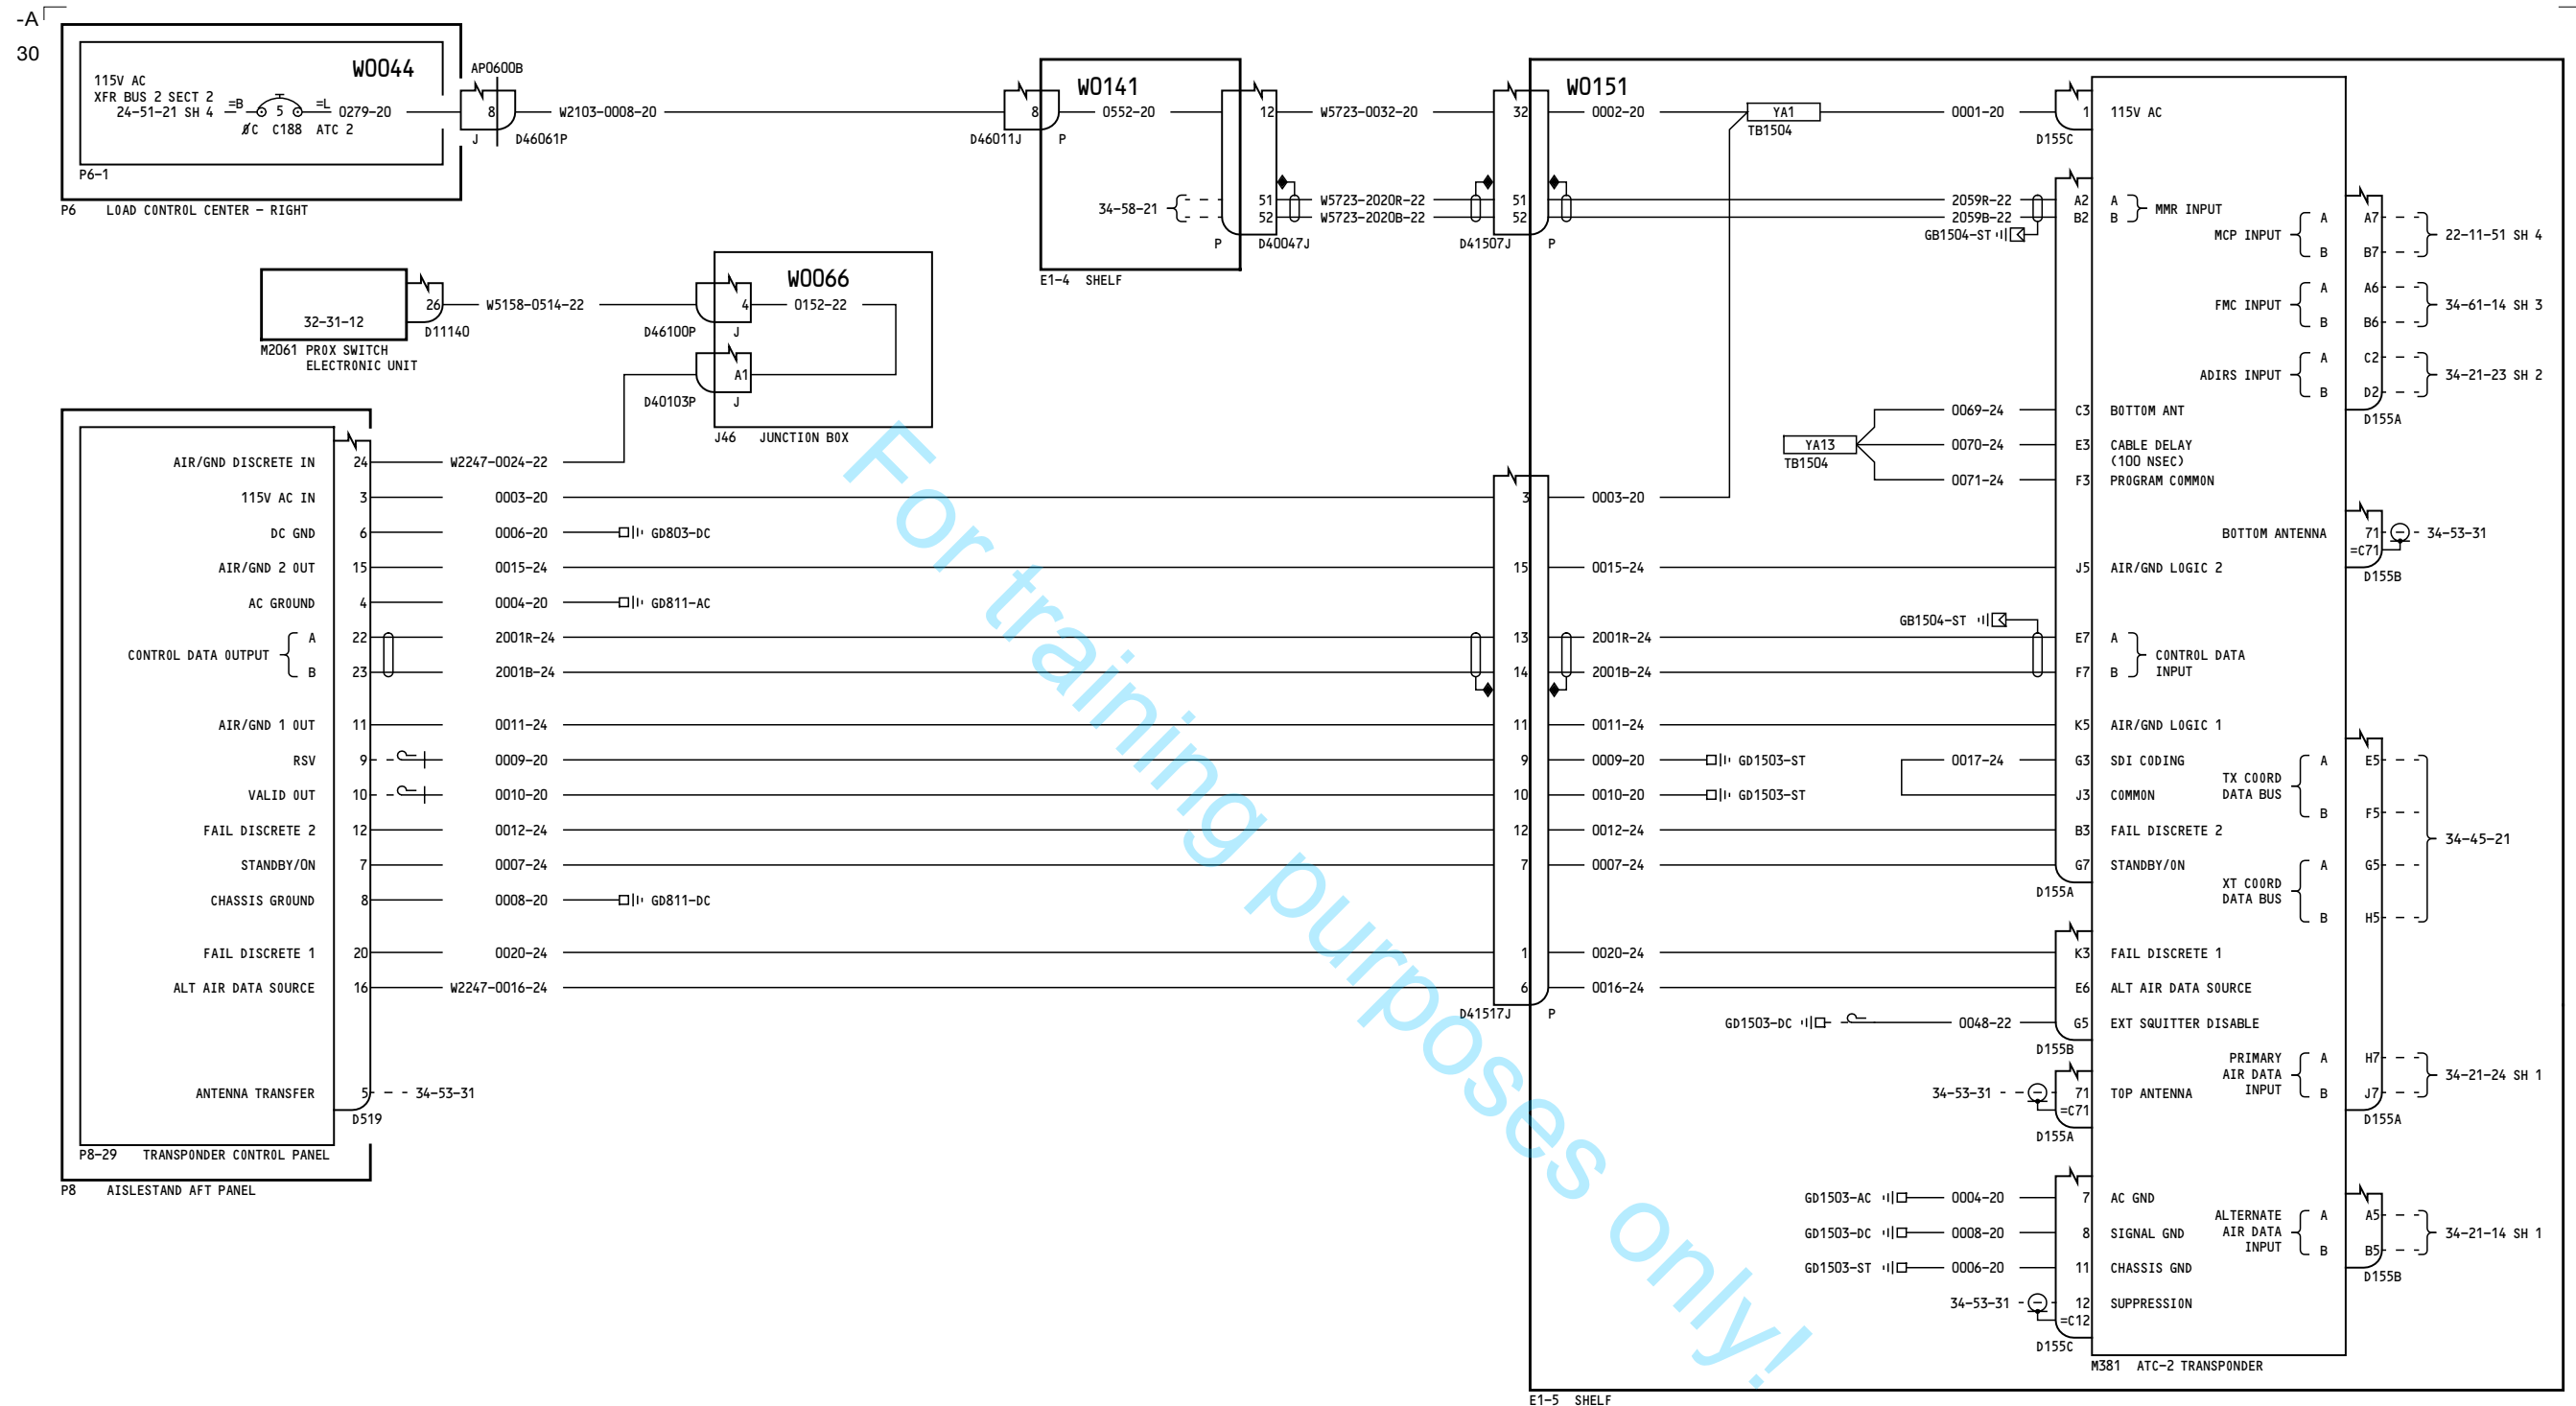 -A
30
W0044
115V AC
XFR BUS 2 SECT 2
24-51-21 SH 4
=B
5
=L
0279-20
C C188 ATC 2
P6-1
P6 LOAD CONTROL CENTER - RIGHT
AP0600B
8
J
D46061P
W2103-0008-20
D46011J
8
P
W0141
0552-20
12
34-58-21
51
52
P
D40047J
E1-4 SHELF
W5723-0032-20
W5723-2020R-22
W5723-2020B-22
32
51
52
D41507J
P
W0151
0002-20
YA1
TB1504
0001-20
1
D155C
115V AC
2059R-22
2059B-22
GB1504-ST
A2
B2
A
B
MMR INPUT
MCP INPUT
A
B
A7
B7
22-11-51 SH 4
FMC INPUT
A
B
A6
B6
34-61-14 SH 3
ADIRS INPUT
A
B
C2
D2
34-21-23 SH 2
D155A
32-31-12
26
D11140
M2061 PROX SWITCH
ELECTRONIC UNIT
W5158-0514-22
W0066
4
0152-22
D46100P
J
A1
D40103P
J
J46 JUNCTION BOX
YA13
TB1504
0069-24
C3
BOTTOM ANT
0070-24
E3
CABLE DELAY
(100 NSEC)
0071-24
F3
PROGRAM COMMON
AIR/GND DISCRETE IN
24
W2247-0024-22
115V AC IN
3
0003-20
3
0003-20
DC GND
6
0006-20
GD803-DC
BOTTOM ANTENNA
71
=C71
34-53-31
D155B
AIR/GND 2 OUT
15
0015-24
15
0015-24
J5
AIR/GND LOGIC 2
AC GROUND
4
0004-20
GD811-AC
GB1504-ST
CONTROL DATA OUTPUT
A
B
22
23
2001R-24
2001B-24
13
14
2001R-24
2001B-24
E7
F7
A
B
CONTROL DATA
INPUT
AIR/GND 1 OUT
11
0011-24
11
0011-24
K5
AIR/GND LOGIC 1
RSV
9
0009-20
9
0009-20
GD1503-ST
0017-24
G3
SDI CODING
VALID OUT
10
0010-20
10
0010-20
GD1503-ST
J3
COMMON
TX COORD
DATA BUS
A
B
E5
F5
34-45-21
FAIL DISCRETE 2
12
0012-24
12
0012-24
B3
FAIL DISCRETE 2
STANDBY/ON
7
0007-24
7
0007-24
G7
STANDBY/ON
D155A
XT COORD
DATA BUS
A
B
G5
H5
CHASSIS GROUND
8
0008-20
GD811-DC
FAIL DISCRETE 1
20
0020-24
1
0020-24
K3
FAIL DISCRETE 1
ALT AIR DATA SOURCE
16
W2247-0016-24
6
0016-24
E6
ALT AIR DATA SOURCE
D41517J
P
GD1503-DC
0048-22
G5
EXT SQUITTER DISABLE
D155B
PRIMARY
AIR DATA
INPUT
A
B
H7
J7
34-21-24 SH 1
D155A
ANTENNA TRANSFER
5
34-53-31
D519
P8-29 TRANSPONDER CONTROL PANEL
P8 AISLESTAND AFT PANEL
34-53-31
71
=C71
TOP ANTENNA
D155A
GD1503-AC
0004-20
7
AC GND
GD1503-DC
0008-20
8
SIGNAL GND
GD1503-ST
0006-20
11
CHASSIS GND
34-53-31
12
=C12
SUPPRESSION
D155C
ALTERNATE
AIR DATA
INPUT
A
B
A5
B5
34-21-14 SH 1
D155B
M381 ATC-2 TRANSPONDER
E1-5 SHELF
For training purposes only!